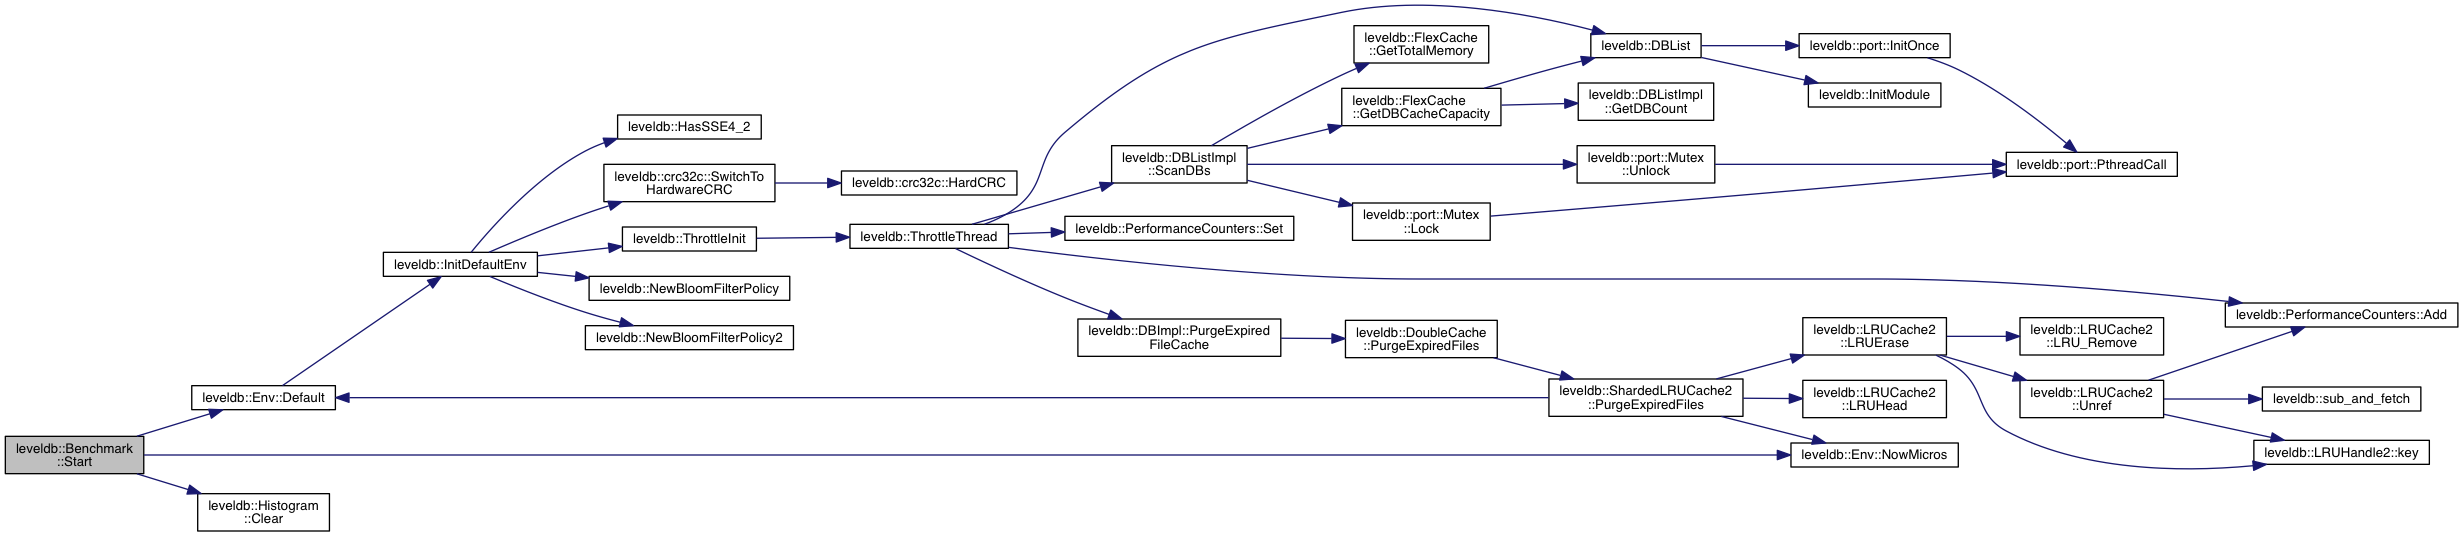 leveldb::Benchmark
::Start
leveldb::Env::Default
leveldb::Histogram
::Clear
leveldb::InitDefaultEnv
leveldb::HasSSE4_2
leveldb::crc32c::SwitchTo
HardwareCRC
leveldb::ThrottleInit
leveldb::NewBloomFilterPolicy
leveldb::NewBloomFilterPolicy2
leveldb::crc32c::HardCRC
leveldb::ThrottleThread
leveldb::DBListImpl
::ScanDBs
leveldb::PerformanceCounters::Set
leveldb::DBImpl::PurgeExpired
FileCache
leveldb::FlexCache
::GetTotalMemory
leveldb::FlexCache
::GetDBCacheCapacity
leveldb::port::Mutex
::Lock
leveldb::DoubleCache
::PurgeExpiredFiles
leveldb::DBList
leveldb::DBListImpl
::GetDBCount
leveldb::port::Mutex
::Unlock
leveldb::ShardedLRUCache2
::PurgeExpiredFiles
leveldb::port::InitOnce
leveldb::InitModule
leveldb::LRUCache2
::LRUErase
leveldb::LRUCache2
::LRUHead
leveldb::Env::NowMicros
leveldb::port::PthreadCall
leveldb::LRUCache2
::LRU_Remove
leveldb::LRUCache2
::Unref
leveldb::PerformanceCounters::Add
leveldb::sub_and_fetch
leveldb::LRUHandle2::key